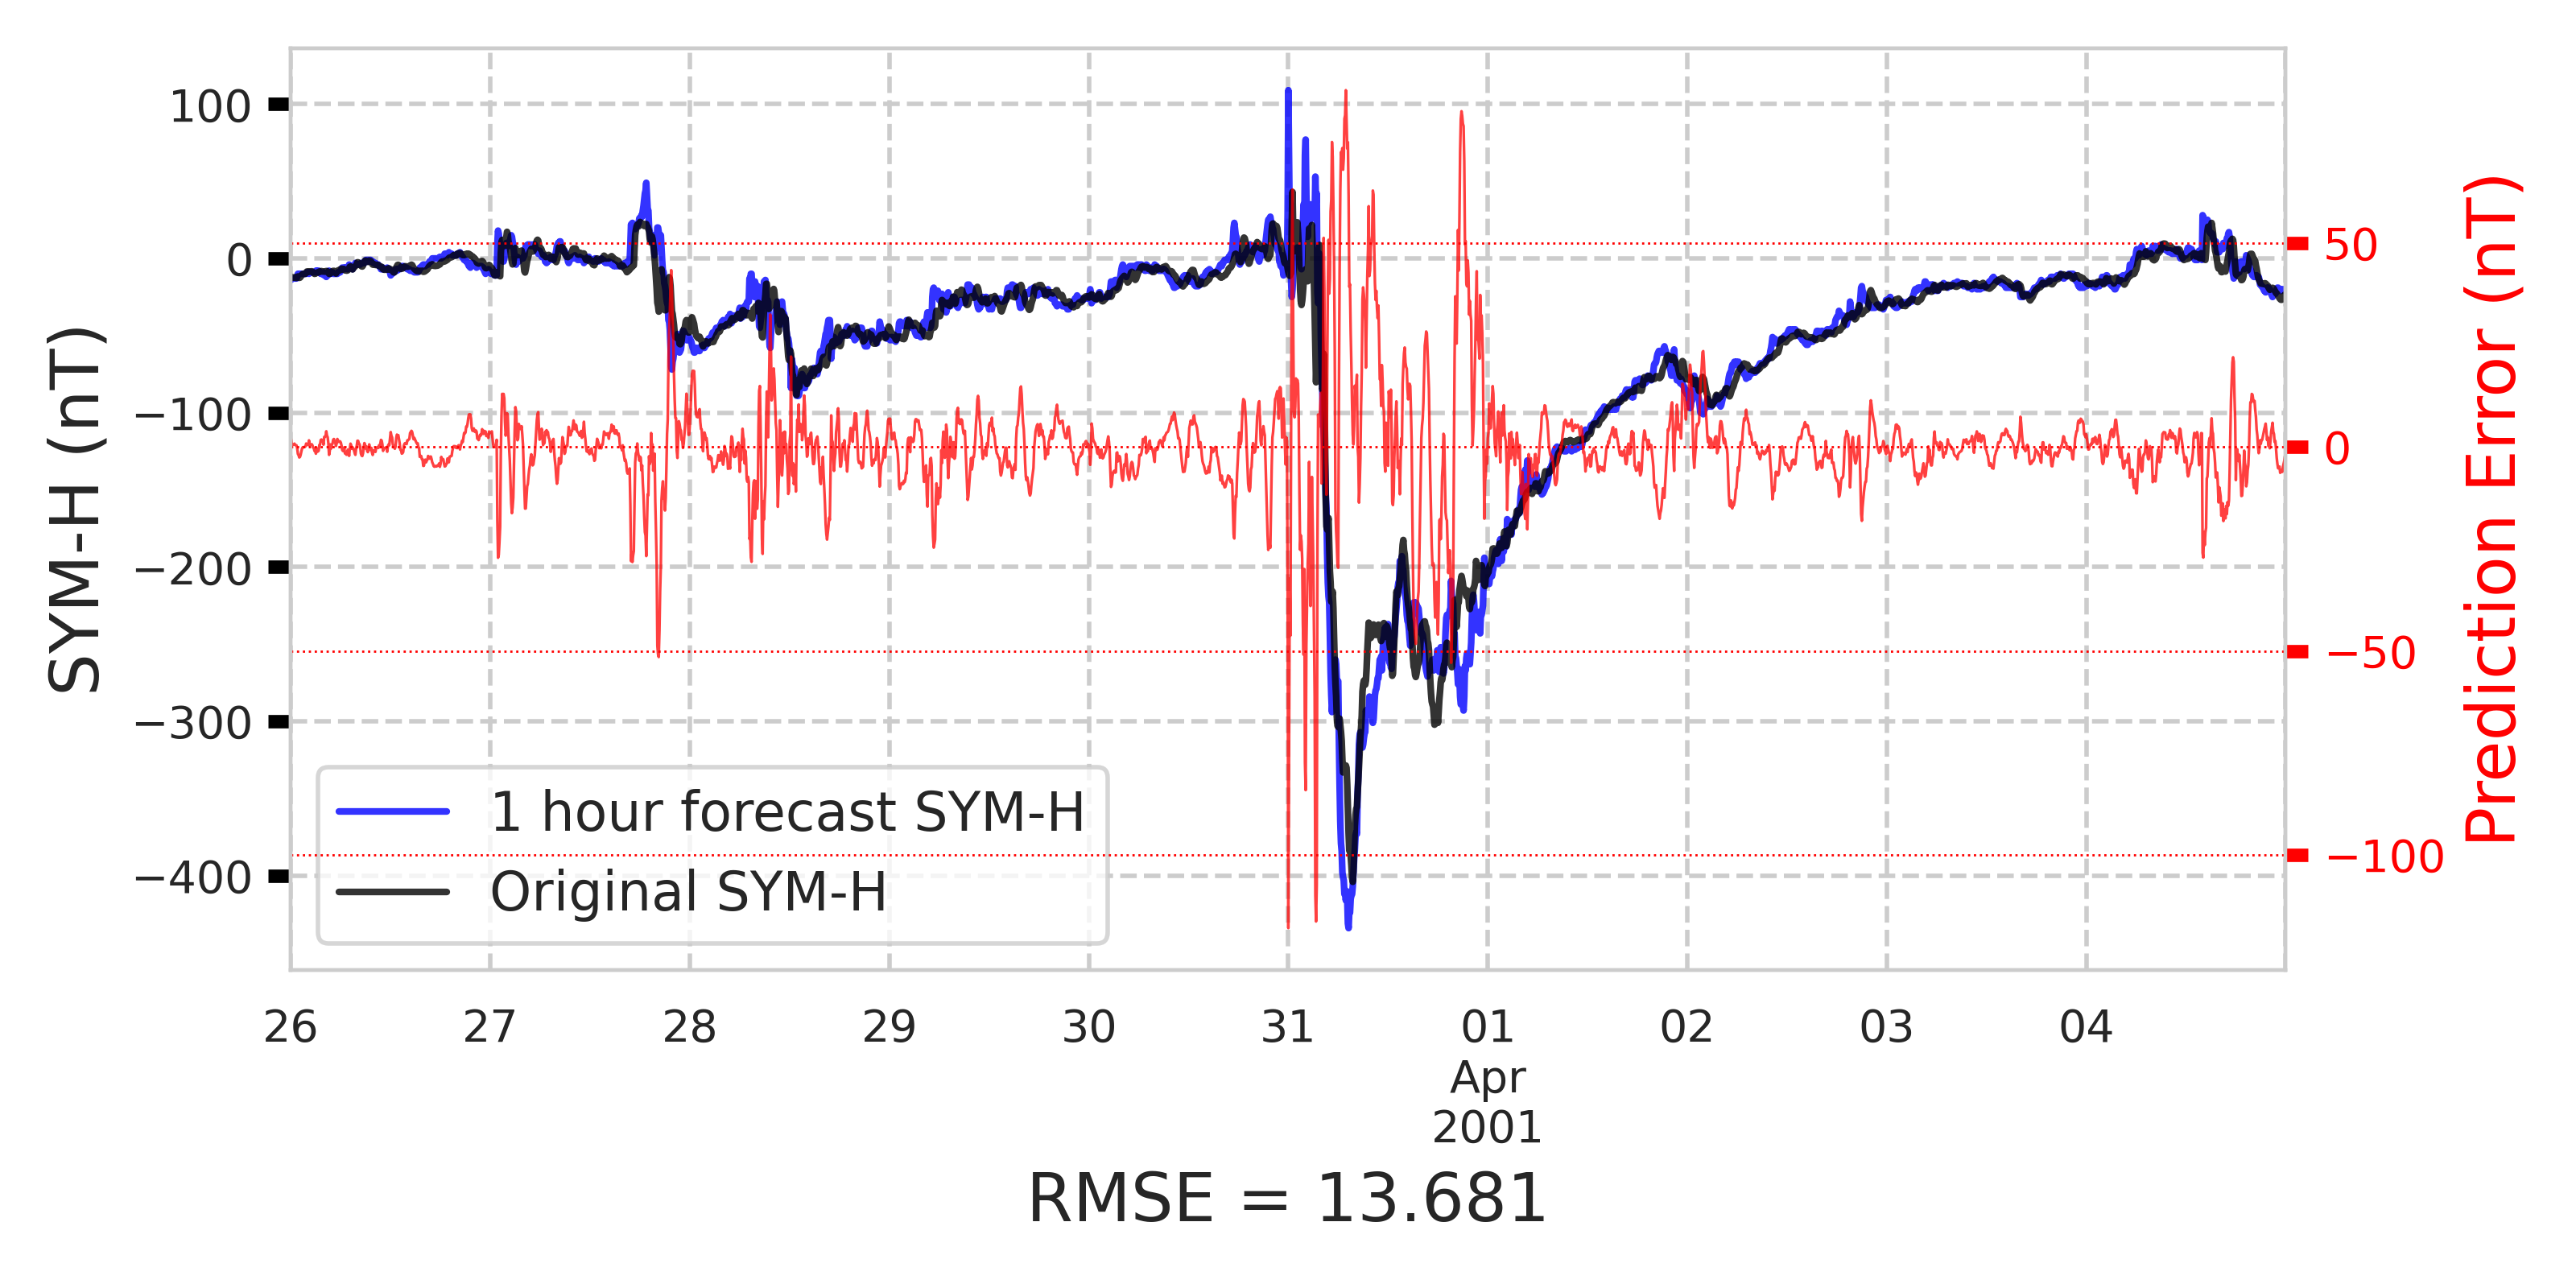 SYM-H (nT)
100
0
−100
−200
−300
−400
1 hour forecast SYM-H
Original SYM-H
50
0
−50
−100
Prediction Error (nT)
26 27 28 29 30 31 01 02 03 04
Apr
2001
RMSE = 13.681